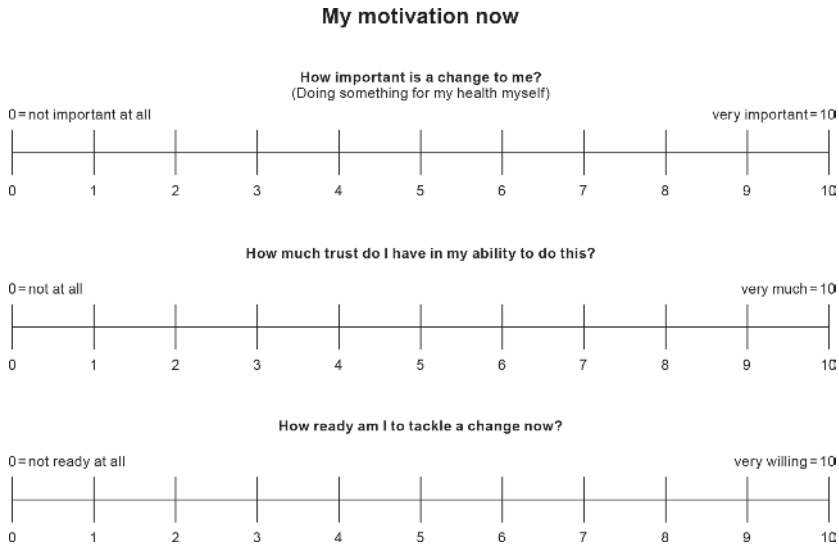 My motivation now
How important is a change to me?
(Doing something for my health myself)
0=not important at all very important=10
0 1 2 3 4 5 6 7 8 9 10
How much trust do I have in my ability to do this?
0=not at all very much=10
0 1 2 3 4 5 6 7 8 9 10
How ready am I to tackle a change now?
0=not ready at all very willing=10
0 1 2 3 4 5 6 7 8 9 10